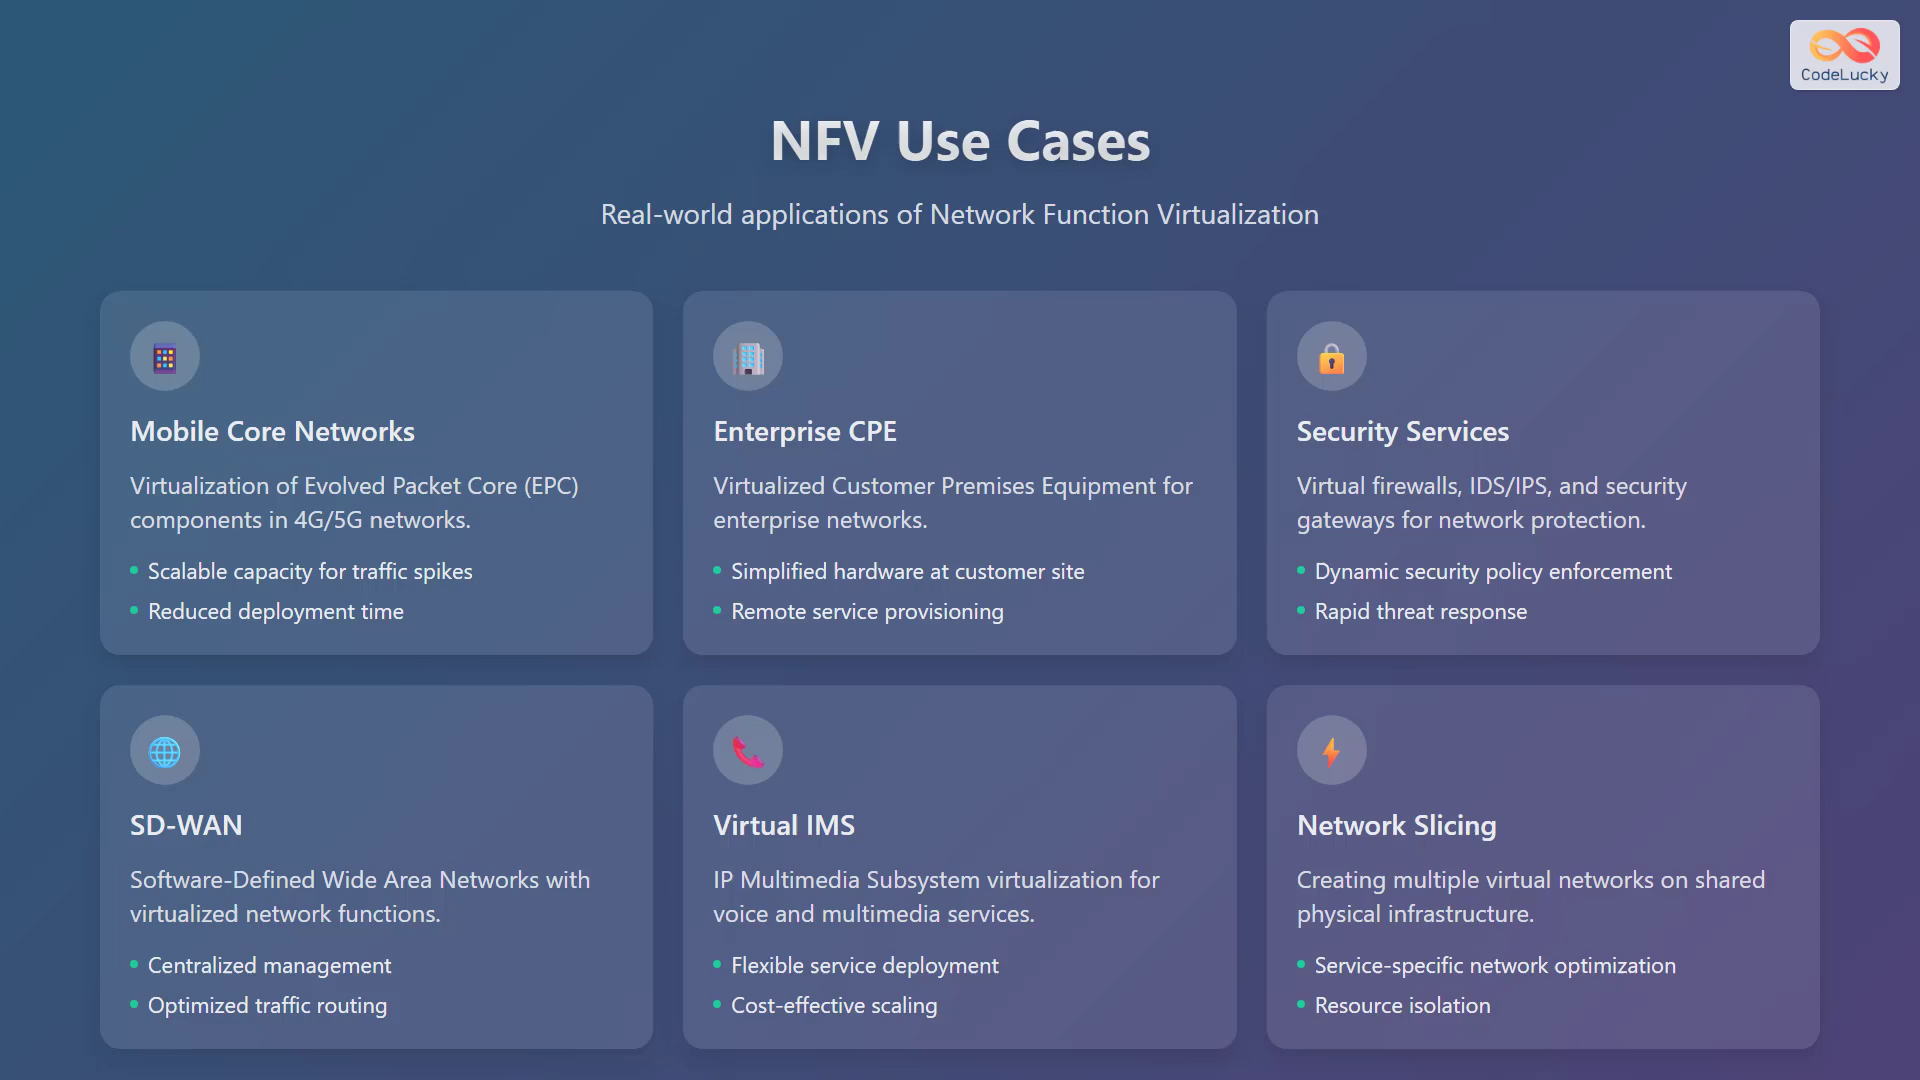 CodeLucky
NFV Use Cases
Real-world applications of Network Function Virtualization
Mobile Core Networks
Virtualization of Evolved Packet Core (EPC)
components in 4G/5G networks.
Scalable capacity for traffic spikes
Reduced deployment time
Enterprise CPE
Virtualized Customer Premises Equipment for
enterprise networks.
Simplified hardware at customer site
Remote service provisioning
Security Services
Virtual firewalls, IDS/IPS, and security
gateways for network protection.
Dynamic security policy enforcement
Rapid threat response
SD-WAN
Software-Defined Wide Area Networks with
virtualized network functions.
Centralized management
Optimized traffic routing
Virtual IMS
IP Multimedia Subsystem virtualization for
voice and multimedia services.
Flexible service deployment
Cost-effective scaling
Network Slicing
Creating multiple virtual networks on shared
physical infrastructure.
Service-specific network optimization
Resource isolation